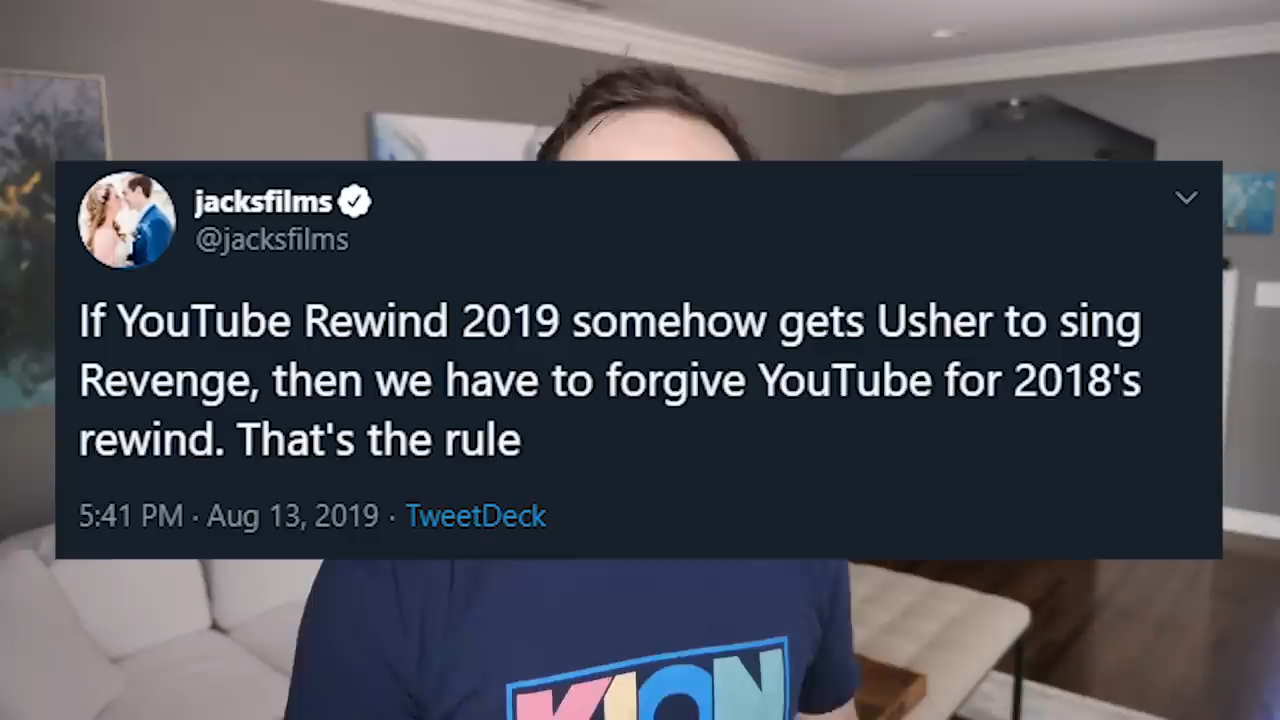 jacksfilms
@jacksfilms
If YouTube Rewind 2019 somehow gets Usher to sing
Revenge, then we have to forgive YouTube for 2018's
rewind. That's the rule
5:41 PM · Aug 13, 2019 · TweetDeck